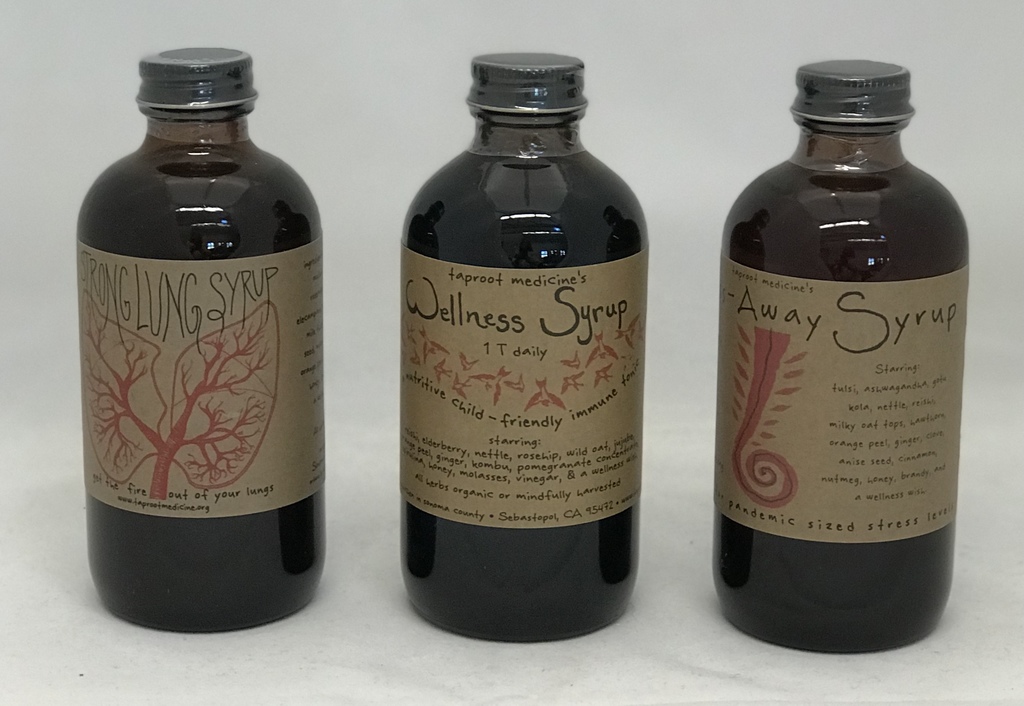 STRONG LUNG SYRUP
get the fire out of your lungs
www.taprootmedicine.org
taproot medicine's
Wellness Syrup
1 T daily
nutritive child-friendly immune tonic
starring:
elderberry, nettle, rosehip, wild oat, jujube,
peel, ginger, kombu, pomegranate concentrate,
honey, molasses, vinegar, & a wellness wish
all herbs organic or mindfully harvested
in sonoma county • Sebastopol, CA 95472 •
taproot medicine's
-Away Syrup
Starring:
tulsi, ashwagandha, gotu
kola, nettle, reishi,
milky oat tops, hawthorn,
orange peel, ginger, clove,
anise seed, cinnamon,
nutmeg, honey, brandy, and
a wellness wish
pandemic sized stress levels